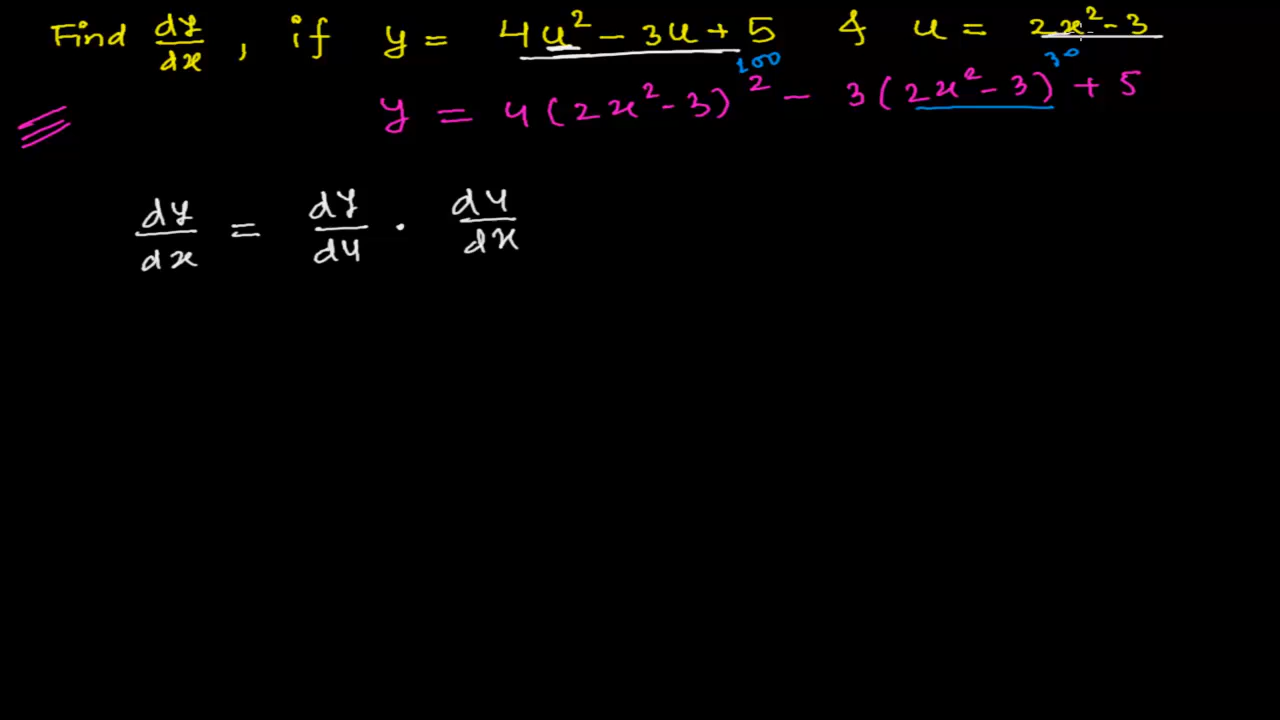 Find dy/dx, if y = 4u² - 3u + 5 & u = 2x² - 3
100 30
y = 4(2x² - 3)² - 3(2x² - 3) + 5
dy/dx = dy/du · du/dx